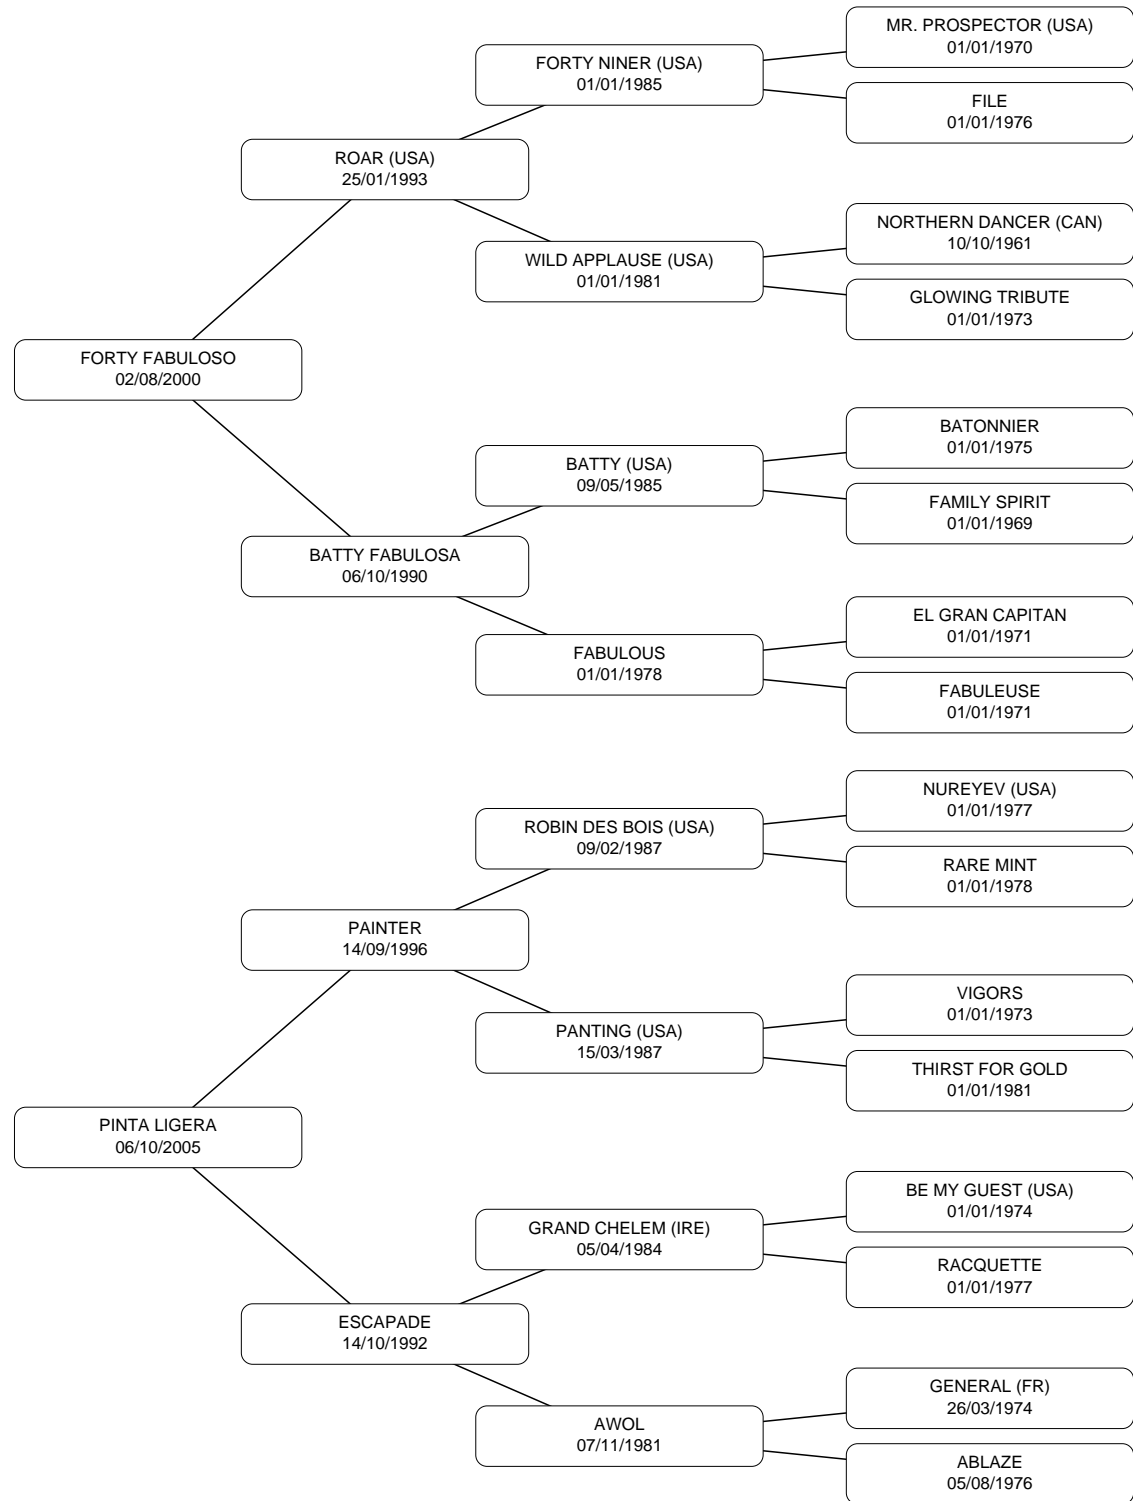 MR. PROSPECTOR (USA)
01/01/1970
FORTY NINER (USA)
01/01/1985
FILE
01/01/1976
ROAR (USA)
25/01/1993
NORTHERN DANCER (CAN)
10/10/1961
WILD APPLAUSE (USA)
01/01/1981
GLOWING TRIBUTE
01/01/1973
FORTY FABULOSO
02/08/2000
BATONNIER
01/01/1975
BATTY (USA)
09/05/1985
FAMILY SPIRIT
01/01/1969
BATTY FABULOSA
06/10/1990
EL GRAN CAPITAN
01/01/1971
FABULOUS
01/01/1978
FABULEUSE
01/01/1971
NUREYEV (USA)
01/01/1977
ROBIN DES BOIS (USA)
09/02/1987
RARE MINT
01/01/1978
PAINTER
14/09/1996
VIGORS
01/01/1973
PANTING (USA)
15/03/1987
THIRST FOR GOLD
01/01/1981
PINTA LIGERA
06/10/2005
BE MY GUEST (USA)
01/01/1974
GRAND CHELEM (IRE)
05/04/1984
RACQUETTE
01/01/1977
ESCAPADE
14/10/1992
GENERAL (FR)
26/03/1974
AWOL
07/11/1981
ABLAZE
05/08/1976